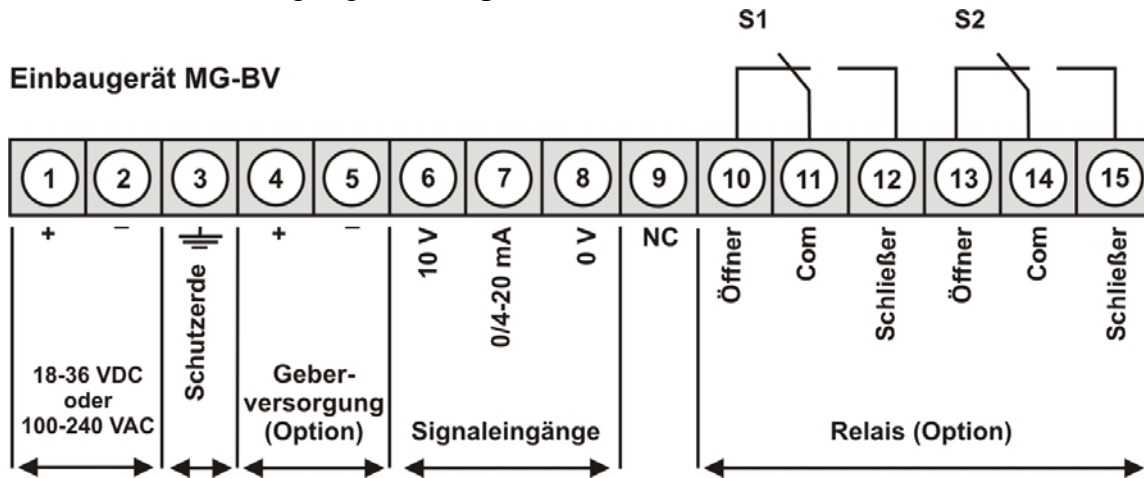 S1 S2
Einbaugerät MG-BV
1 2 3 4 5 6 7 8 9 10 11 12 13 14 15
+ − + − 10 V 0/4-20 mA 0 V NC Öffner Com Schließer Öffner Com Schließer
Schutzerde
18-36 VDC
oder
100-240 VAC
Geber-
versorgung
(Option)
Signaleingänge
Relais (Option)